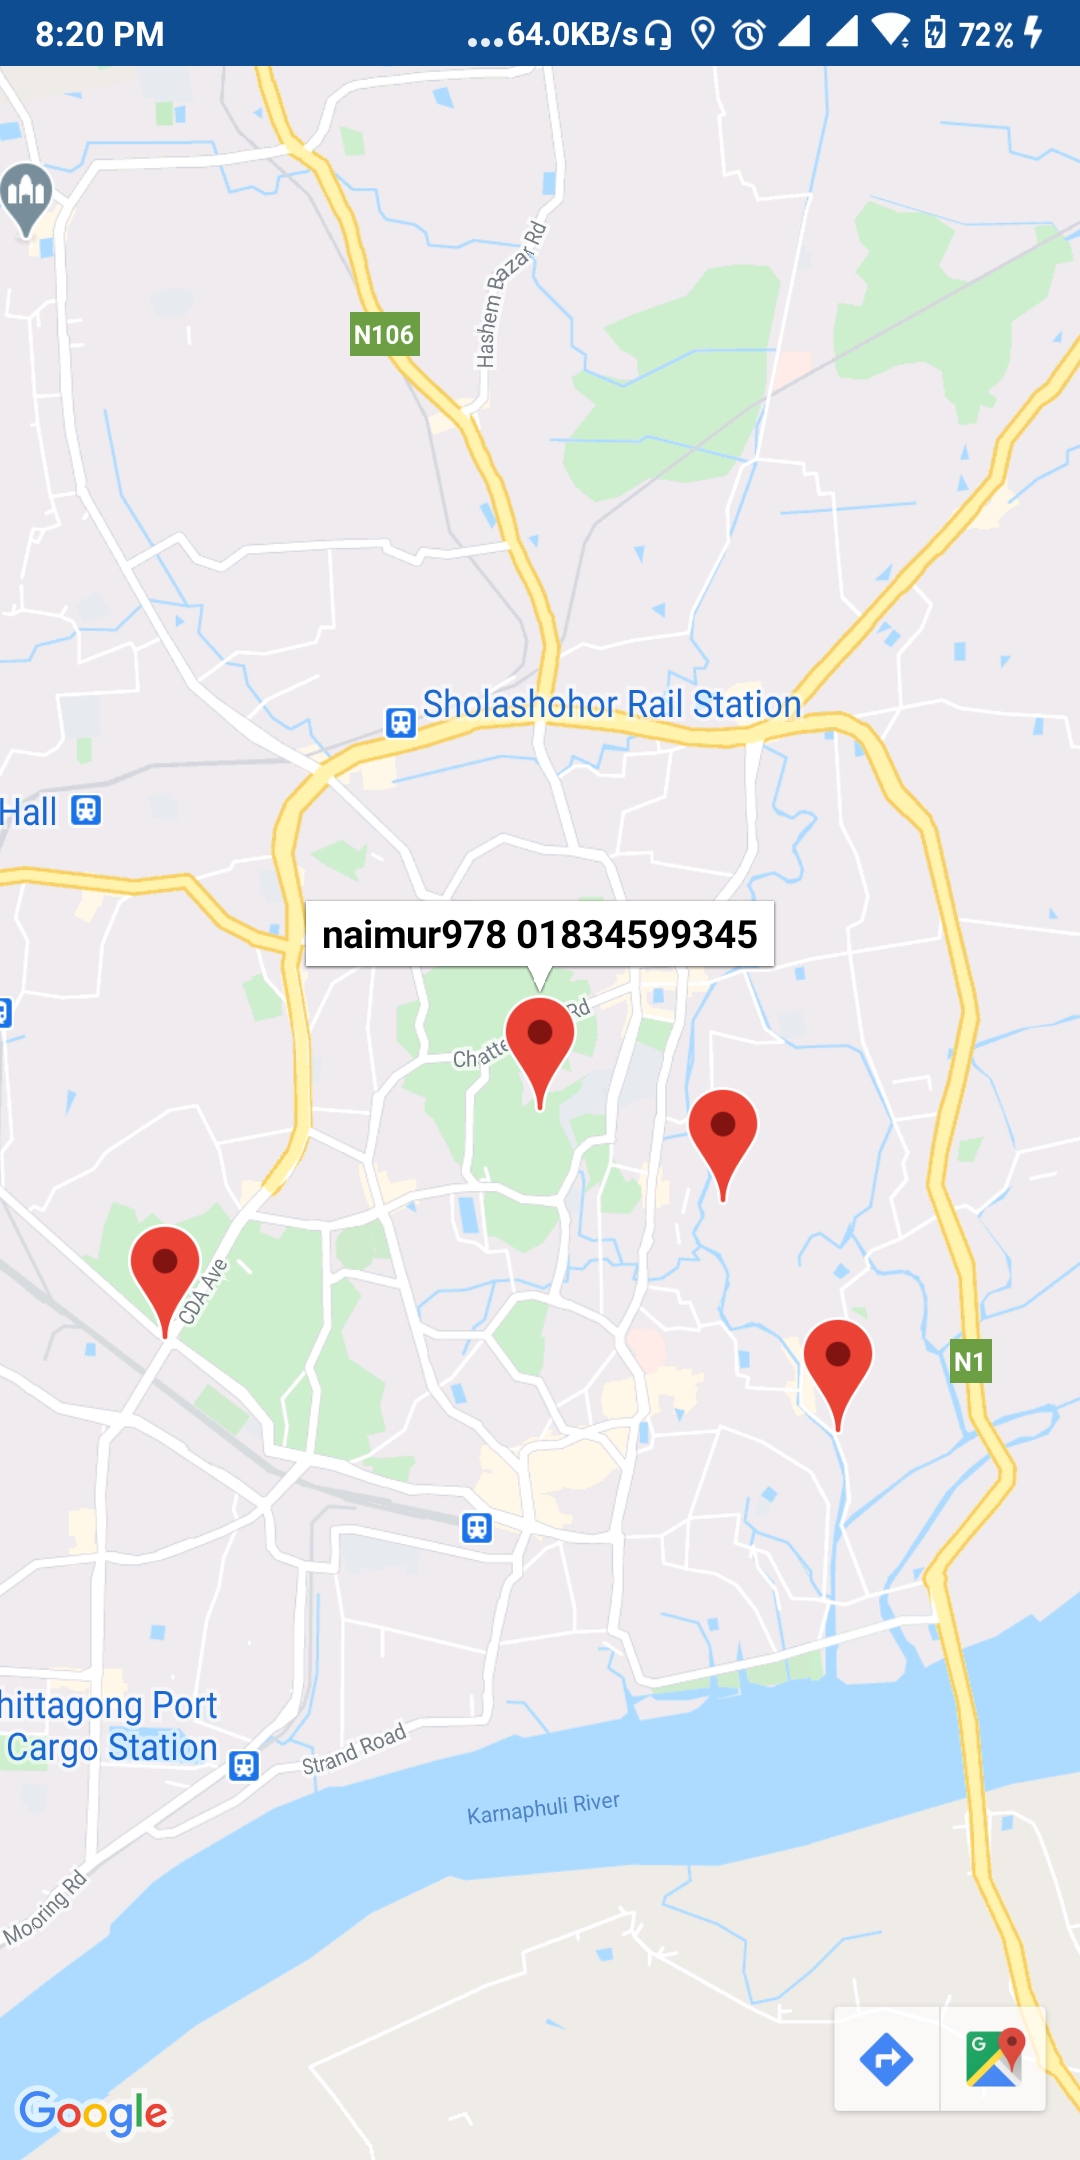 8:20 PM
...64.0KB/s
72%
Hashem Bazar Rd
N106
Sholashohor Rail Station
Hall
naimur978 01834599345
Rd
CDA Ave
N1
hittagong Port
Cargo Station
Strand Road
Karnaphuli River
Mooring Rd
G
Google